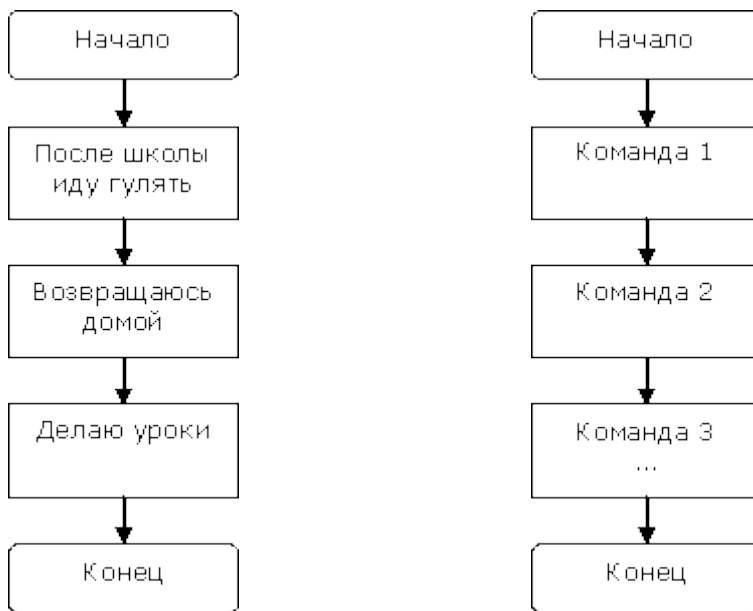 Начало
После школы
иду гулять
Возвращаюсь
домой
Делаю уроки
Конец
Начало
Команда 1
Команда 2
Команда 3
...
Конец